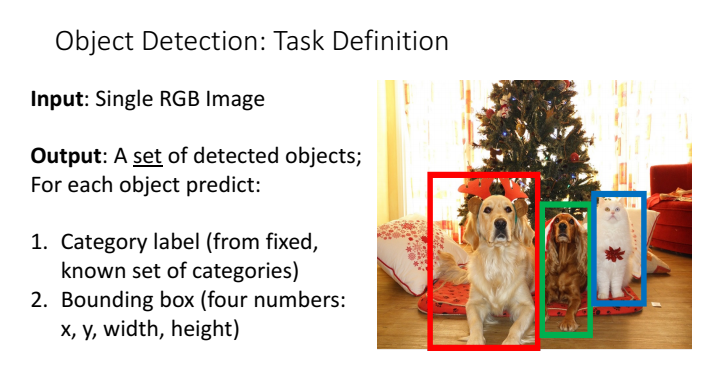 Object Detection: Task Definition
Input: Single RGB Image
Output: A set of detected objects;
For each object predict:
1. Category label (from fixed,
known set of categories)
2. Bounding box (four numbers:
x, y, width, height)